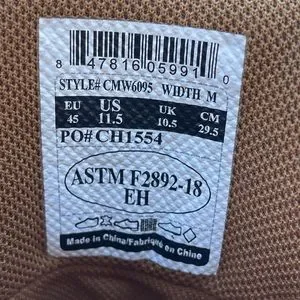 8 47816 05991 0
STYLE# CMW6095 WIDTH M
EU US UK CM
45 11.5 10.5 29.5
PO# CH1554
ASTM F2892-18
EH
Made in China/Fabriqué en Chine